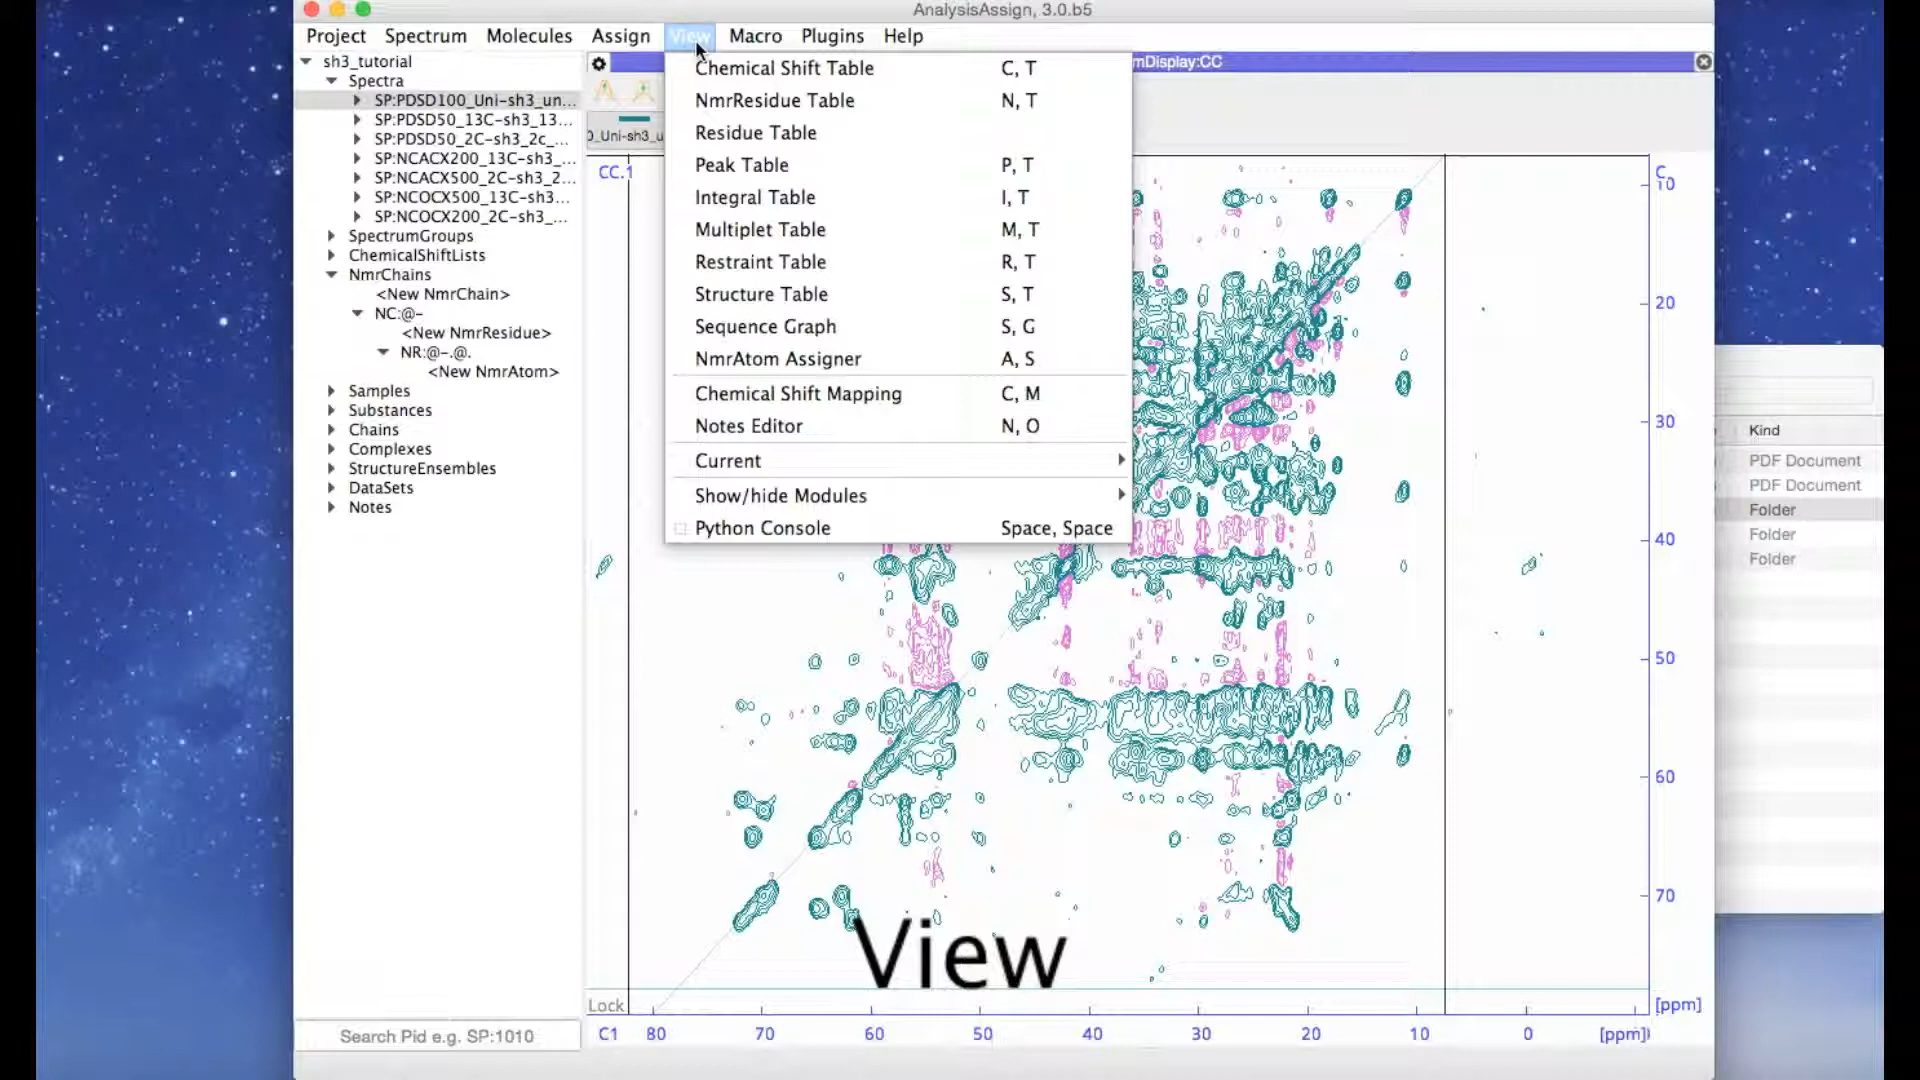 AnalysisAssign, 3.0.b5
Project Spectrum Molecules Assign View Macro Plugins Help
sh3_tutorial
Spectra
SP:PDSD100_Uni-sh3_un...
SP:PDSD50_13C-sh3_13...
SP:PDSD50_2C-sh3_2c_...
SP:NCACX200_13C-sh3_...
SP:NCACX500_2C-sh3_2...
SP:NCOCX500_13C-sh3...
SP:NCOCX200_2C-sh3_...
SpectrumGroups
ChemicalShiftLists
NmrChains
<New NmrChain>
NC:@-
<New NmrResidue>
NR:@-.@.
<New NmrAtom>
Samples
Substances
Chains
Complexes
StructureEnsembles
DataSets
Notes
Search Pid e.g. SP:1010
mDisplay:CC
0_Uni-sh3_u
CC.1
Chemical Shift Table C, T
NmrResidue Table N, T
Residue Table
Peak Table P, T
Integral Table I, T
Multiplet Table M, T
Restraint Table R, T
Structure Table S, T
Sequence Graph S, G
NmrAtom Assigner A, S
Chemical Shift Mapping C, M
Notes Editor N, O
Current
Show/hide Modules
Python Console Space, Space
C
10
20
30
40
50
60
70
[ppm]
View
Lock
C1 80 70 60 50 40 30 20 10 0 [ppm]
Kind
PDF Document
PDF Document
Folder
Folder
Folder